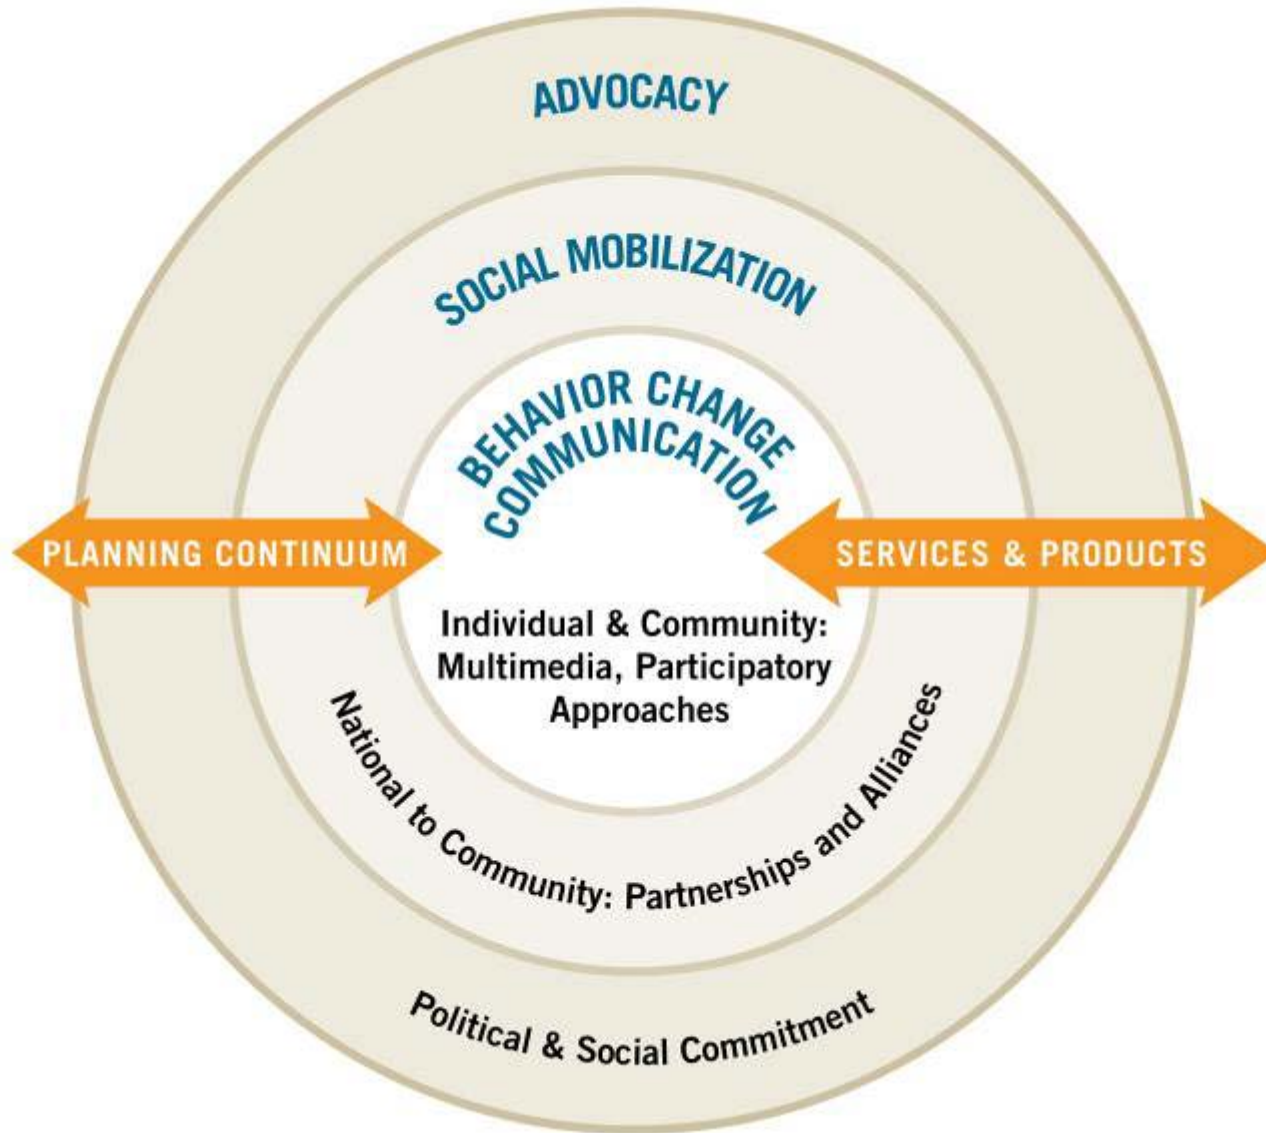 ADVOCACY
SOCIAL MOBILIZATION
BEHAVIOR CHANGE
COMMUNICATION
PLANNING CONTINUUM
SERVICES & PRODUCTS
Individual & Community:
Multimedia, Participatory
Approaches
National to Community: Partnerships and Alliances
Political & Social Commitment